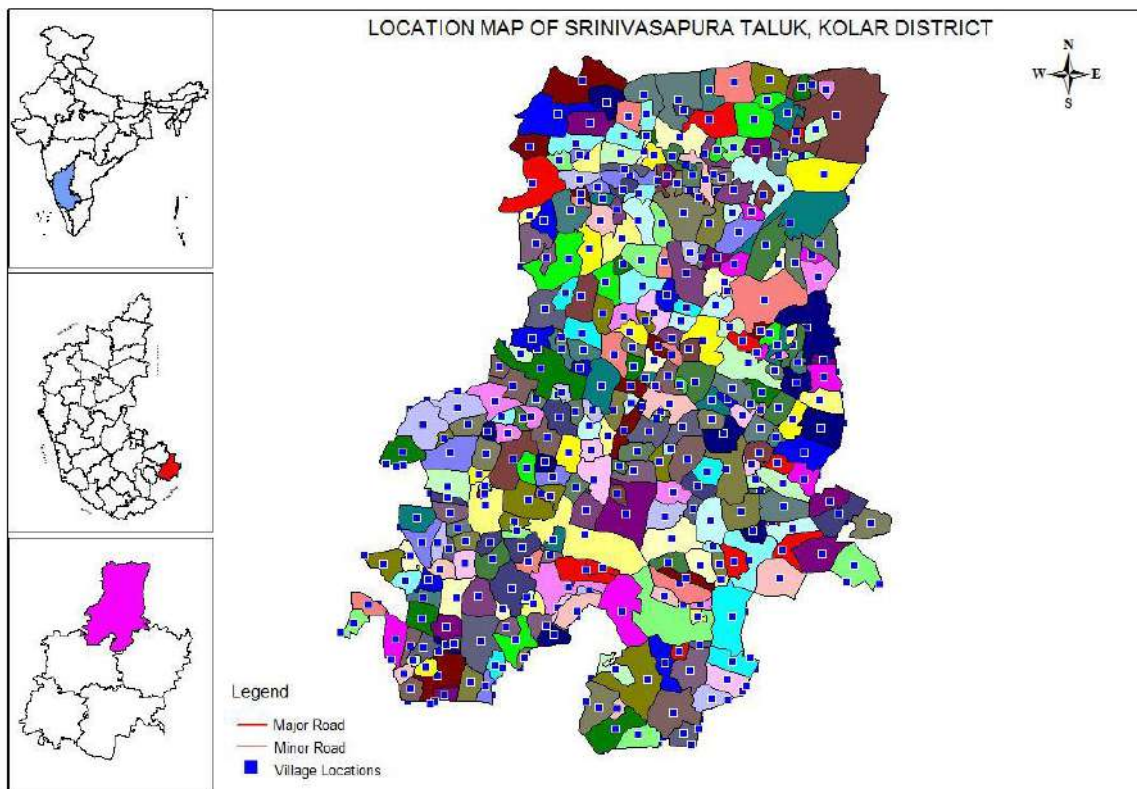 LOCATION MAP OF SRINIVASAPURA TALUK, KOLAR DISTRICT
N
W E
S
Legend
Major Road
Minor Road
Village Locations